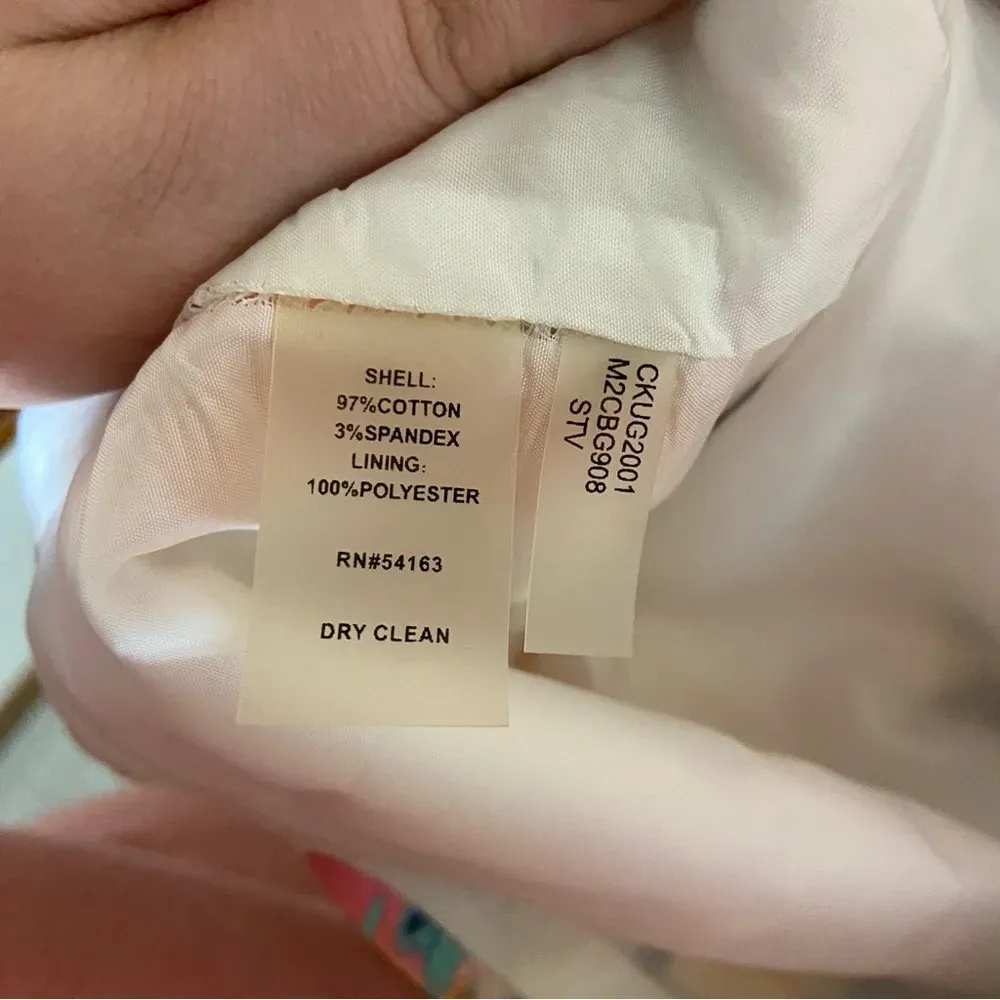 SHELL:
97%COTTON
3%SPANDEX
LINING:
100%POLYESTER
RN#54163
DRY CLEAN
CKUG2001
M2CBG908
STV